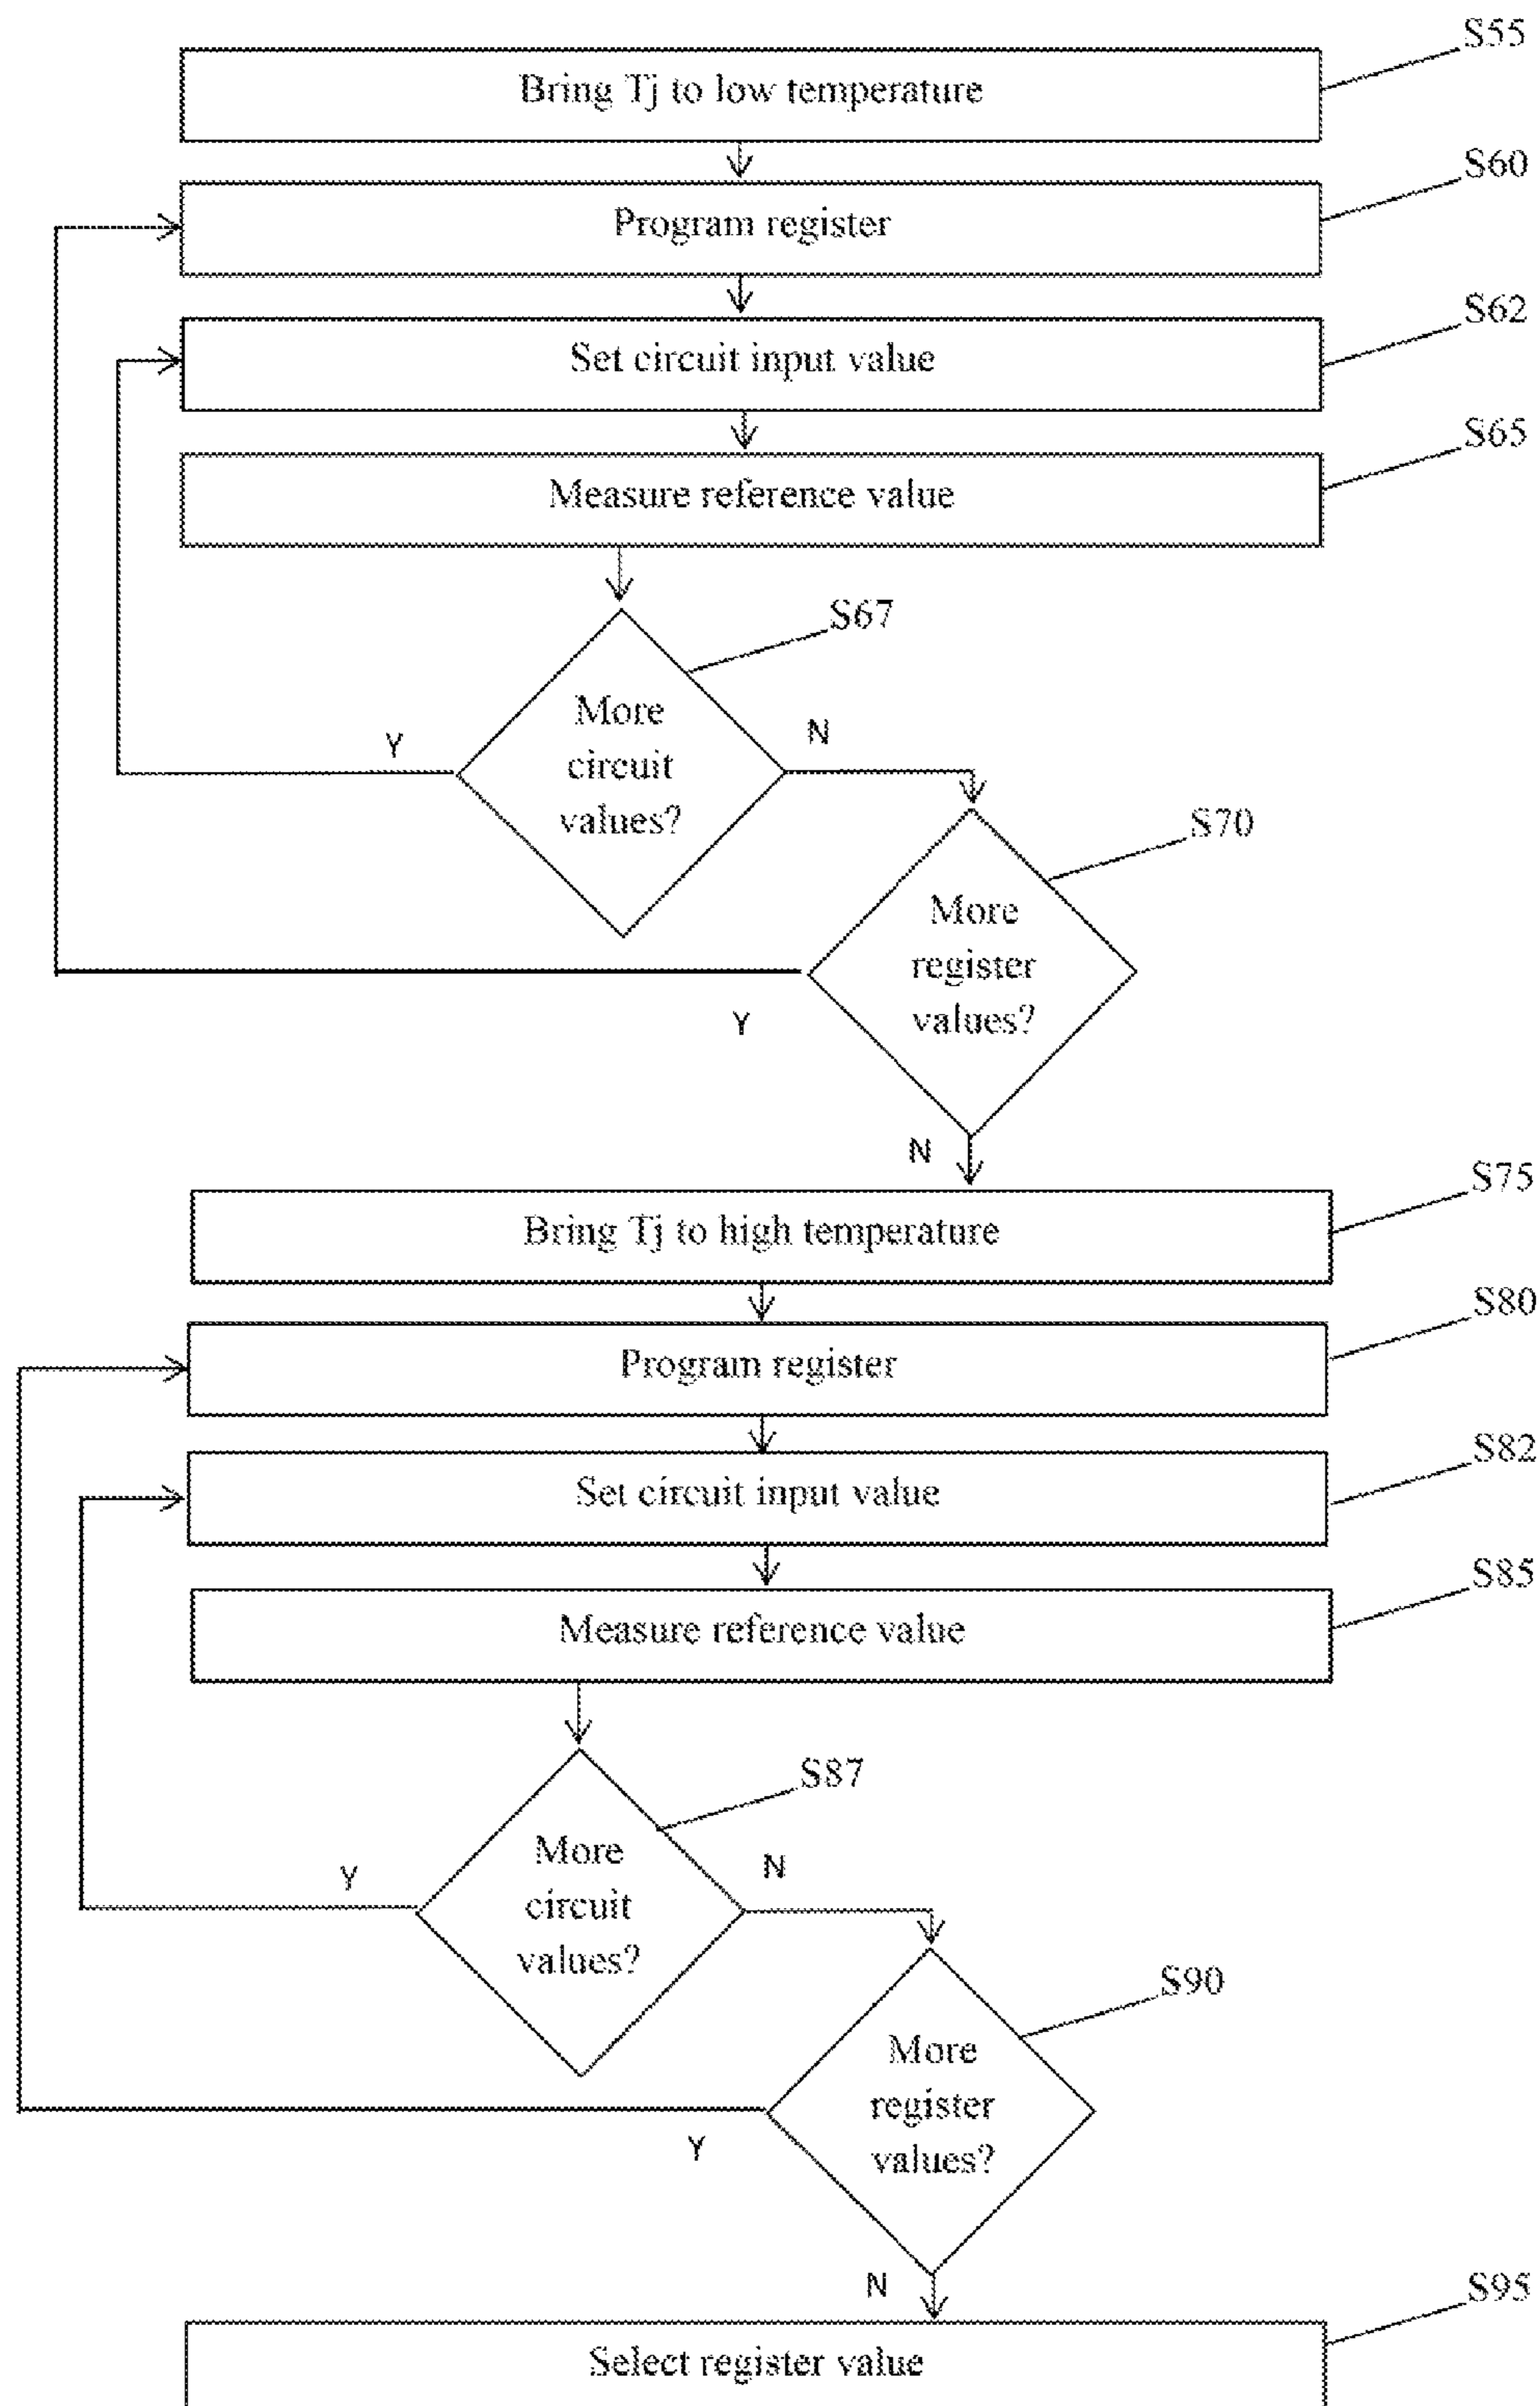 S55
Bring Tj to low temperature
S60
Program register
S62
Set circuit input value
S65
Measure reference value
S67
More
circuit
values?
Y
N
S70
More
register
values?
Y
N
S75
Bring Tj to high temperature
S80
Program register
S82
Set circuit input value
S85
Measure reference value
S87
More
circuit
values?
Y
N
S90
More
register
values?
Y
N
S95
Select register value